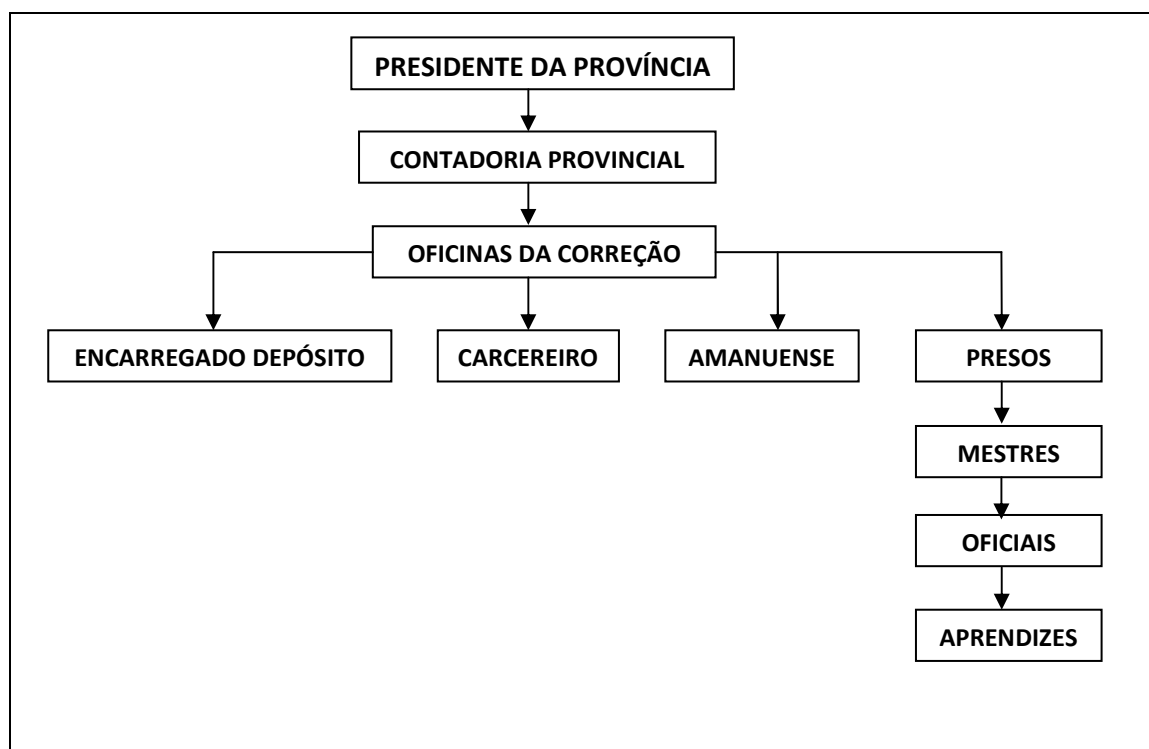 PRESIDENTE DA PROVÍNCIA
CONTADORIA PROVINCIAL
OFICINAS DA CORREÇÃO
ENCARREGADO DEPÓSITO
CARCEREIRO
AMANUENSE
PRESOS
MESTRES
OFICIAIS
APRENDIZES